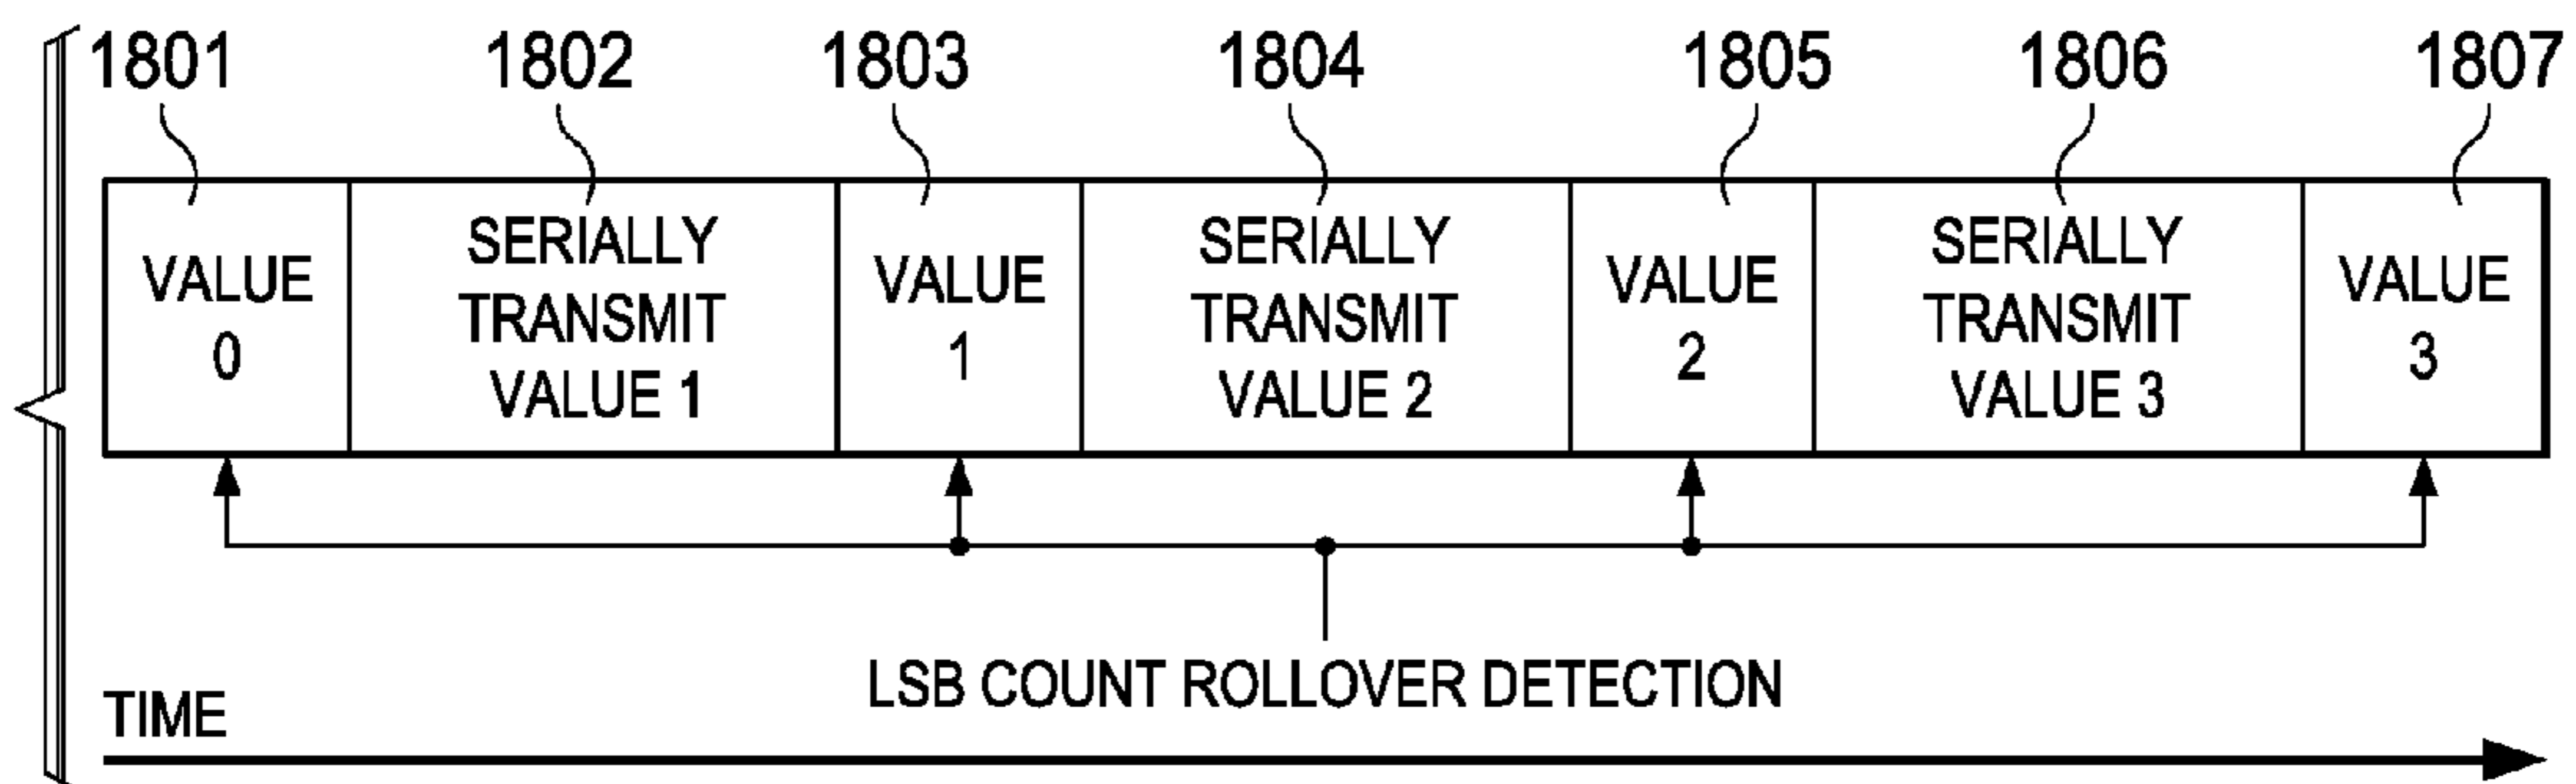 1801 1802 1803 1804 1805 1806 1807
VALUE
0
SERIALLY
TRANSMIT
VALUE 1
VALUE
1
SERIALLY
TRANSMIT
VALUE 2
VALUE
2
SERIALLY
TRANSMIT
VALUE 3
VALUE
3
LSB COUNT ROLLOVER DETECTION
TIME